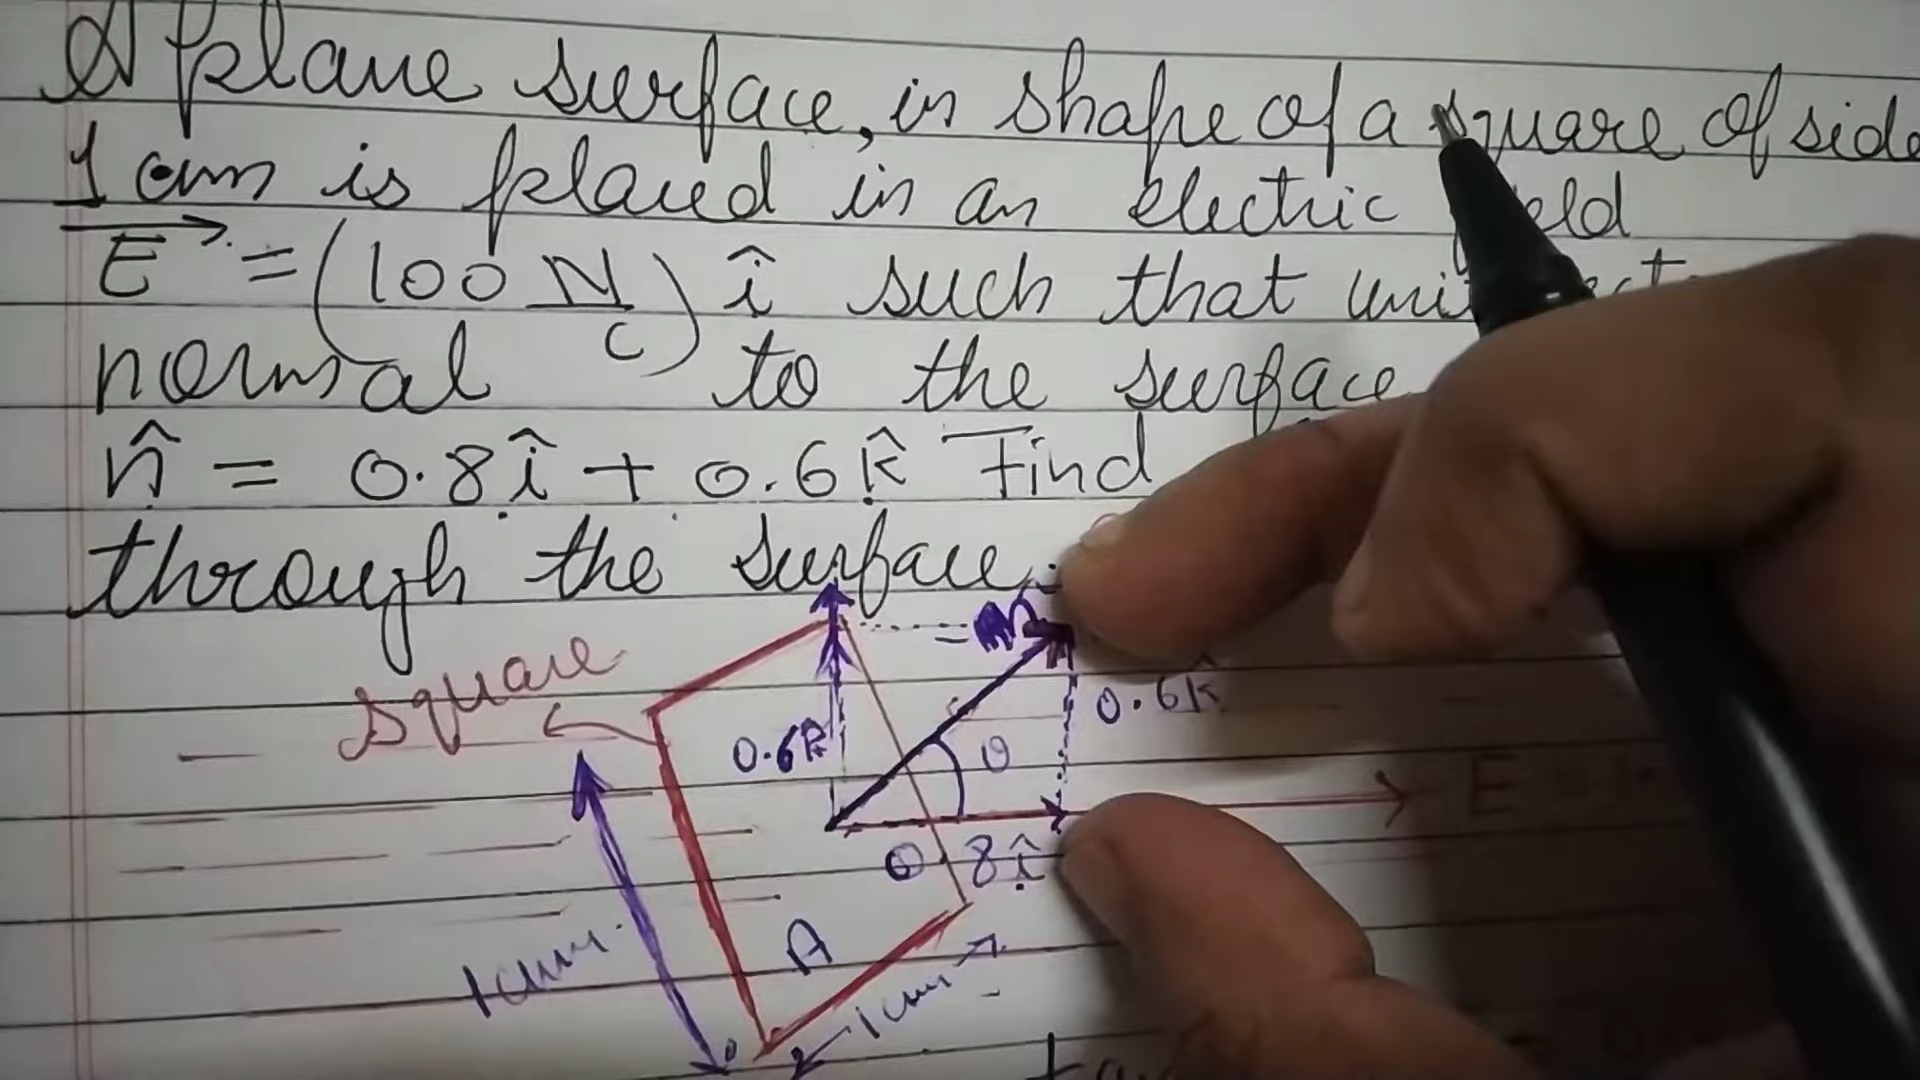 A plane surface, in shape of a square of side
1 cm is placed in an electric
E = (100 N/C) î such that
normal to the surface
n̂ = 0.8î + 0.6k̂ Find
through the surface.
square
0.6k̂
θ
0.6k̂
0.8î
E
A
1cm
1cm